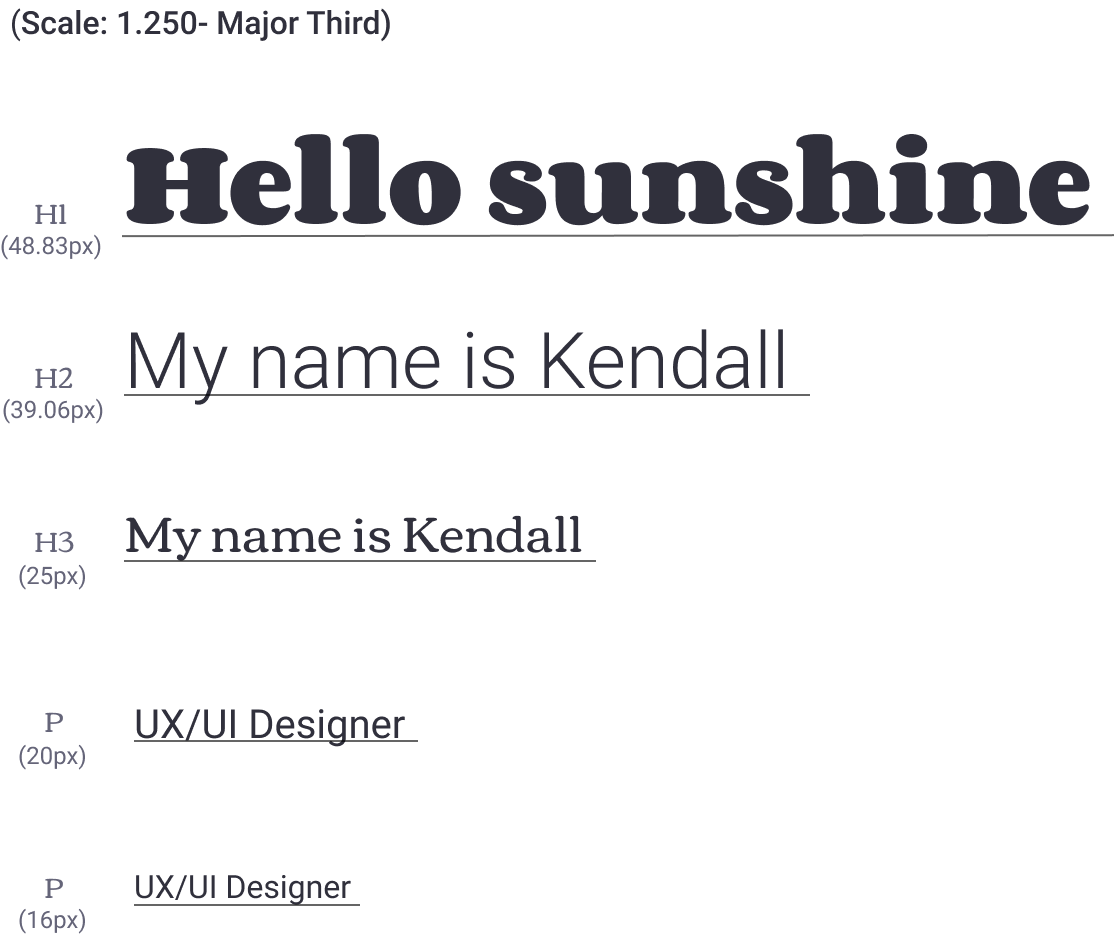 (Scale: 1.250- Major Third)
H1
(48.83px)
Hello sunshine
H2
(39.06px)
My name is Kendall
H3
(25px)
My name is Kendall
P
(20px)
UX/UI Designer
P
(16px)
UX/UI Designer